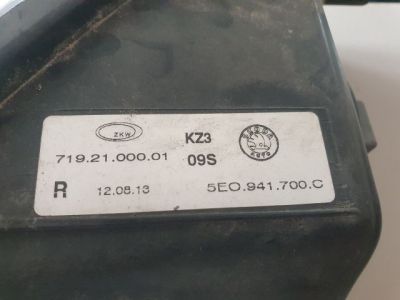 ZKW KZ3
719.21.000.01 09S
R 12.08.13 5E0.941.700.C